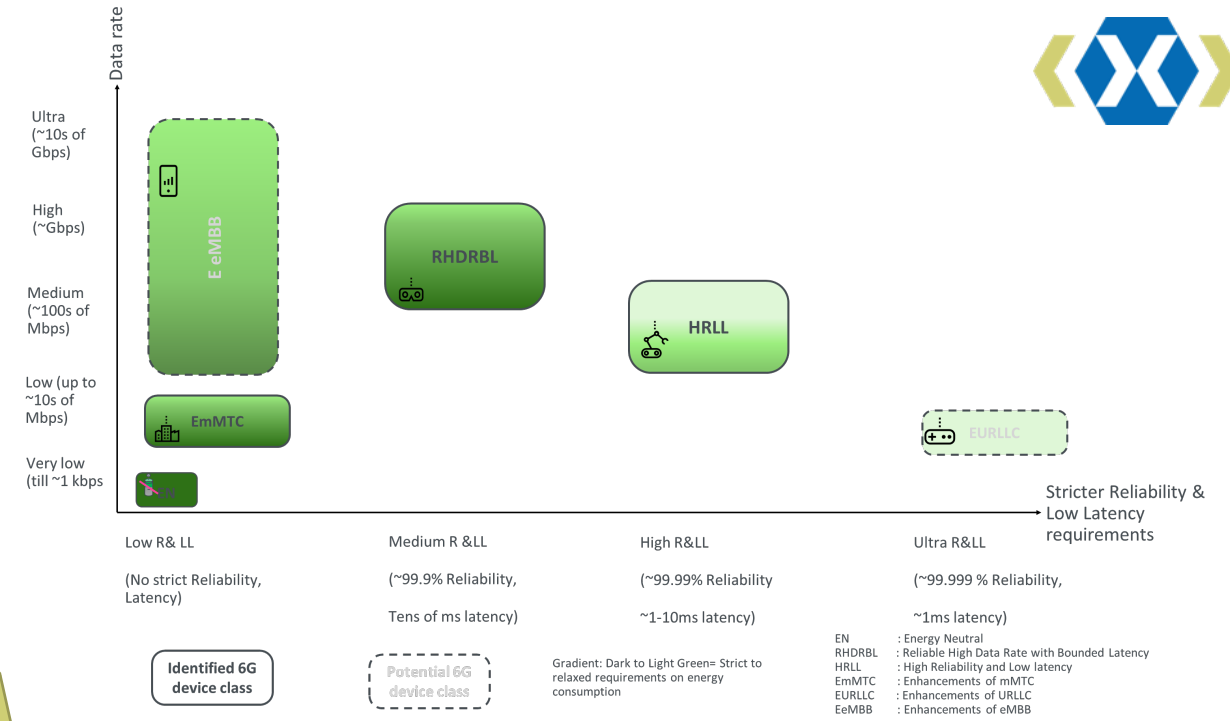 Data rate
Ultra
(~10s of
Gbps)
High
(~Gbps)
Medium
(~100s of
Mbps)
Low (up to
~10s of
Mbps)
Very low
(till ~1 kbps
E eMBB
RHDRBL
HRLL
EmMTC
EURLLC
EN
Stricter Reliability &
Low Latency
requirements
Low R& LL
(No strict Reliability,
Latency)
Medium R &LL
(~99.9% Reliability,
Tens of ms latency)
High R&LL
(~99.99% Reliability
~1-10ms latency)
Ultra R&LL
(~99.999 % Reliability,
~1ms latency)
Identified 6G
device class
Potential 6G
device class
Gradient: Dark to Light Green= Strict to
relaxed requirements on energy
consumption
EN : Energy Neutral
RHDRBL : Reliable High Data Rate with Bounded Latency
HRLL : High Reliability and Low latency
EmMTC : Enhancements of mMTC
EURLLC : Enhancements of URLLC
EeMBB : Enhancements of eMBB